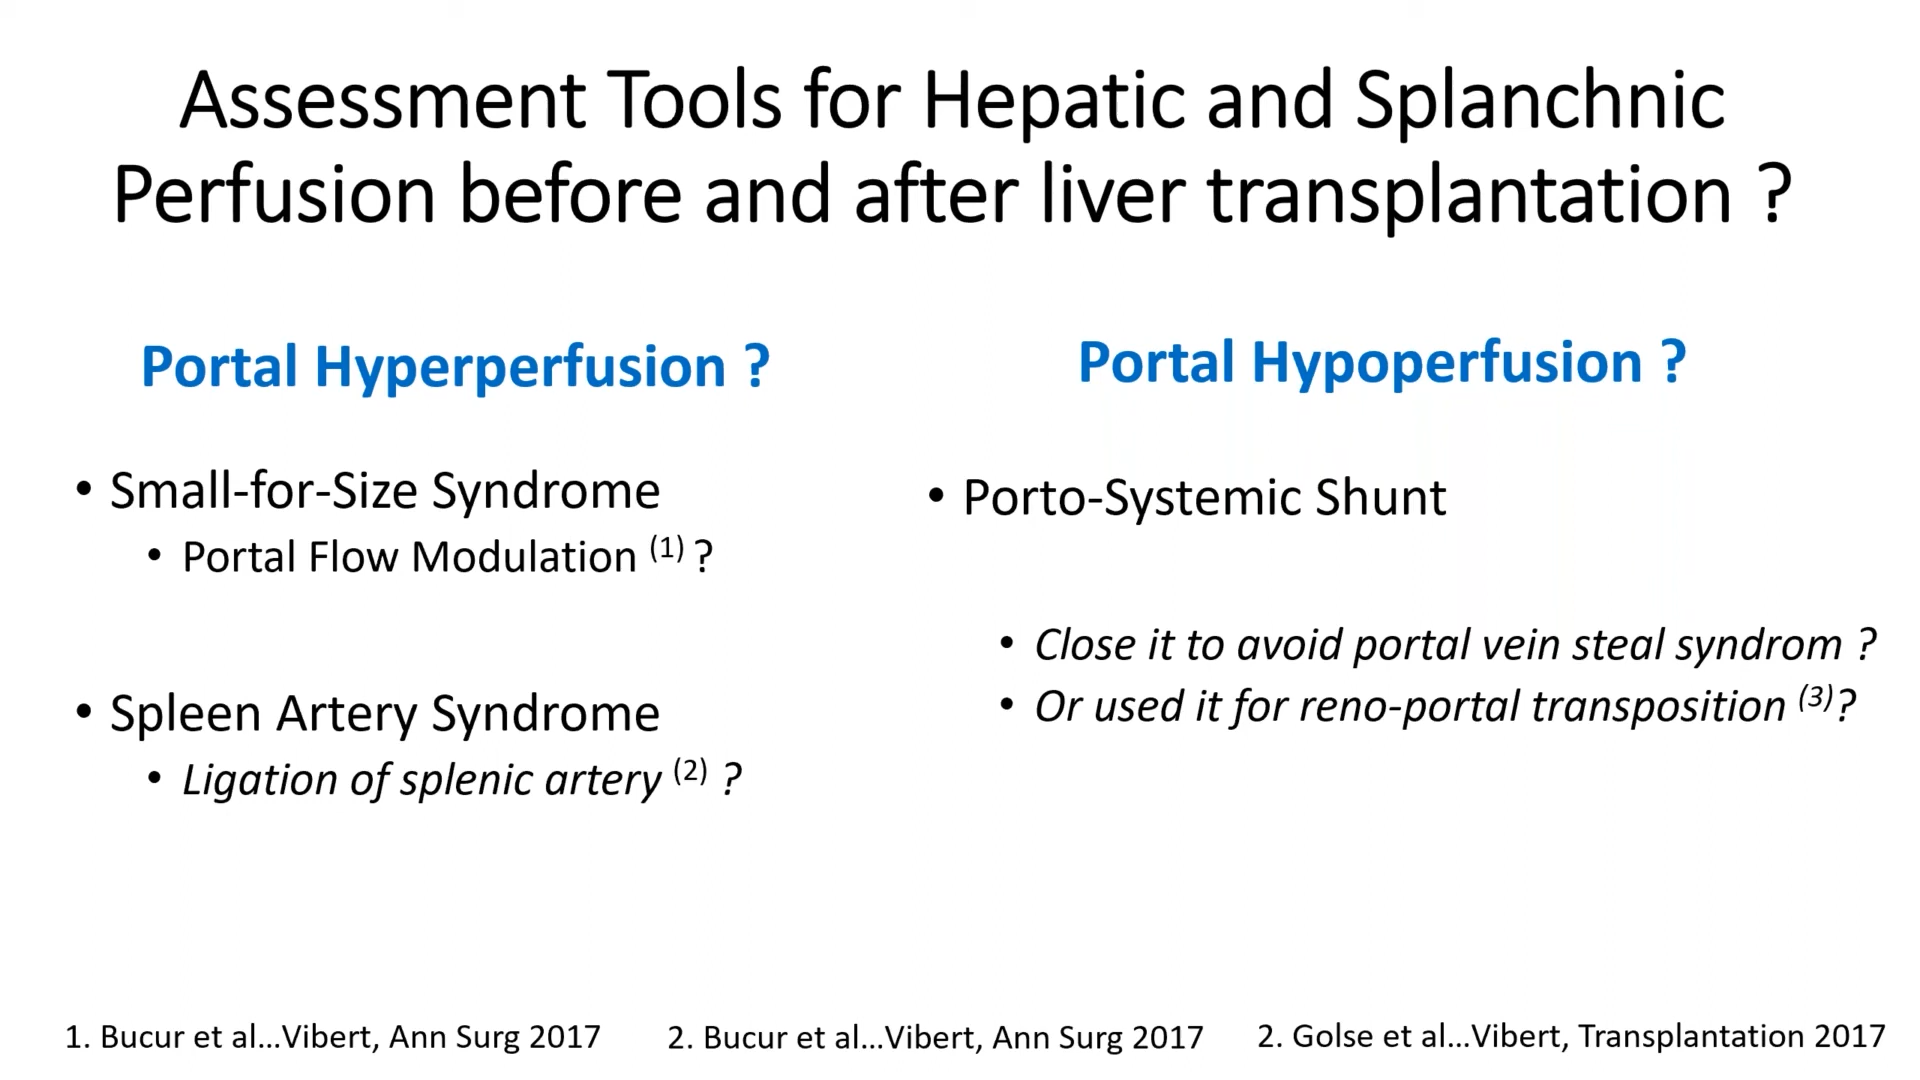 Assessment Tools for Hepatic and Splanchnic
Perfusion before and after liver transplantation ?
Portal Hyperperfusion ?
• Small-for-Size Syndrome
• Portal Flow Modulation (1) ?
• Spleen Artery Syndrome
• Ligation of splenic artery (2) ?
Portal Hypoperfusion ?
• Porto-Systemic Shunt
• Close it to avoid portal vein steal syndrom ?
• Or used it for reno-portal transposition (3)?
1. Bucur et al...Vibert, Ann Surg 2017
2. Bucur et al...Vibert, Ann Surg 2017
2. Golse et al...Vibert, Transplantation 2017